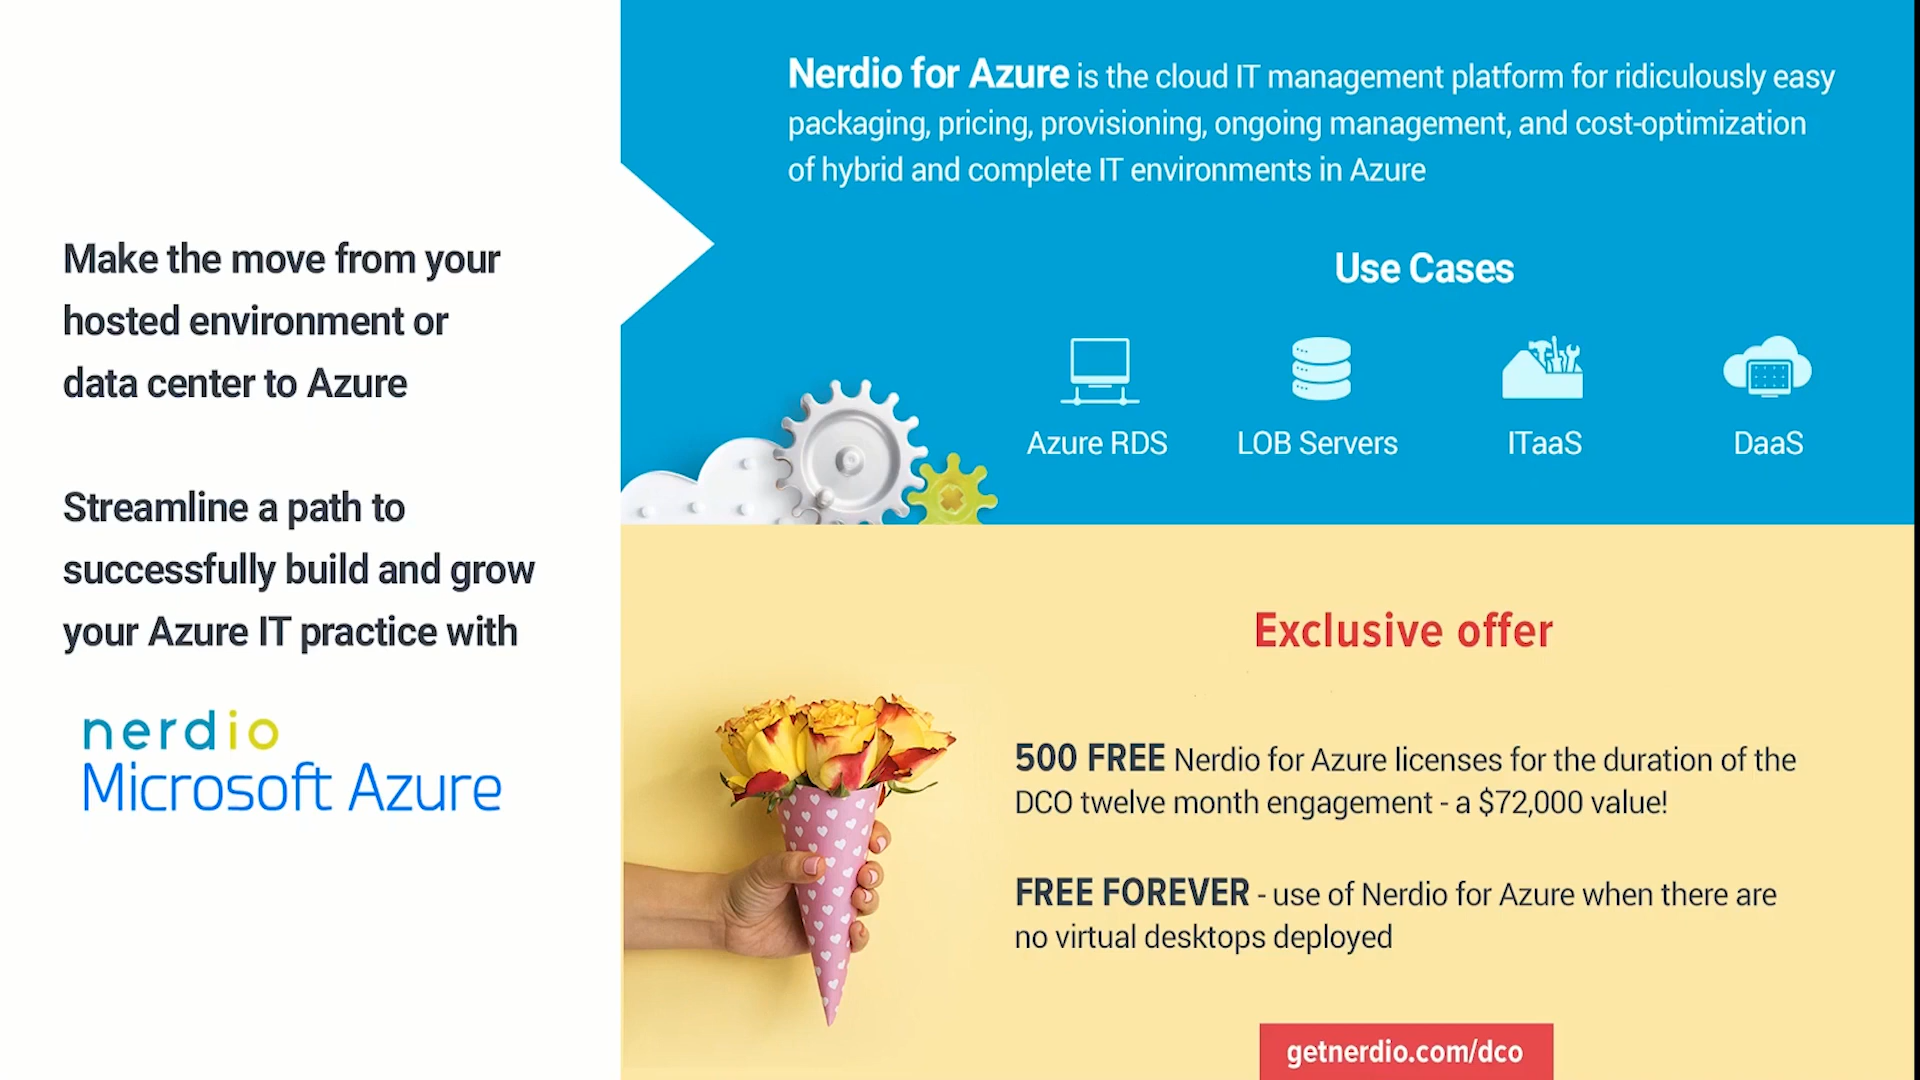 Make the move from your
hosted environment or
data center to Azure
Streamline a path to
successfully build and grow
your Azure IT practice with
nerdio
Microsoft Azure
Nerdio for Azure is the cloud IT management platform for ridiculously easy
packaging, pricing, provisioning, ongoing management, and cost-optimization
of hybrid and complete IT environments in Azure
Use Cases
Azure RDS
LOB Servers
ITaaS
DaaS
Exclusive offer
500 FREE Nerdio for Azure licenses for the duration of the
DCO twelve month engagement - a $72,000 value!
FREE FOREVER - use of Nerdio for Azure when there are
no virtual desktops deployed
getnerdio.com/dco